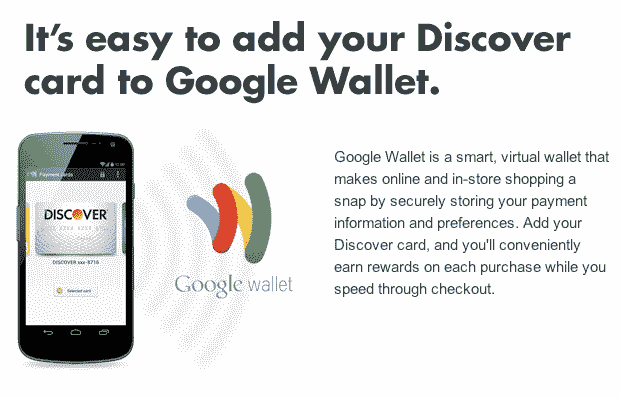 It's easy to add your Discover
card to Google Wallet.
Payment Cards
DISCOVER
DISCOVER xxx-8716
Selected card
Google wallet
Google Wallet is a smart, virtual wallet that
makes online and in-store shopping a
snap by securely storing your payment
information and preferences. Add your
Discover card, and you'll conveniently
earn rewards on each purchase while you
speed through checkout.